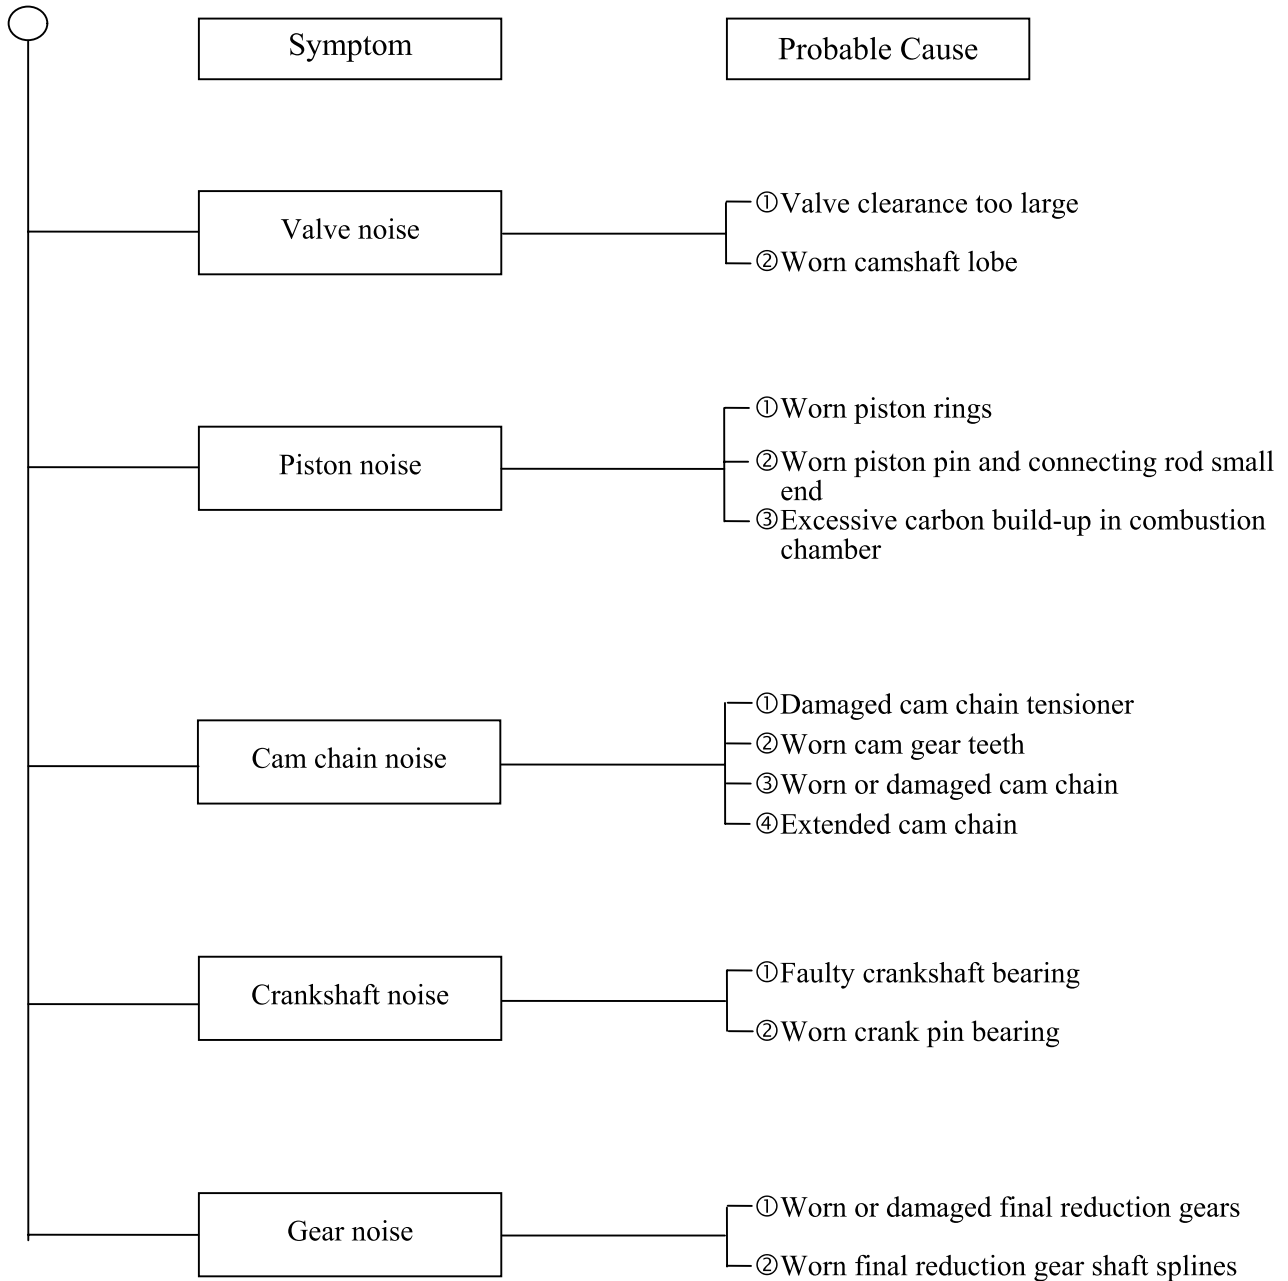 Symptom
Probable Cause
Valve noise
①Valve clearance too large
②Worn camshaft lobe
Piston noise
①Worn piston rings
②Worn piston pin and connecting rod small
end
③Excessive carbon build-up in combustion
chamber
Cam chain noise
①Damaged cam chain tensioner
②Worn cam gear teeth
③Worn or damaged cam chain
④Extended cam chain
Crankshaft noise
①Faulty crankshaft bearing
②Worn crank pin bearing
Gear noise
①Worn or damaged final reduction gears
②Worn final reduction gear shaft splines